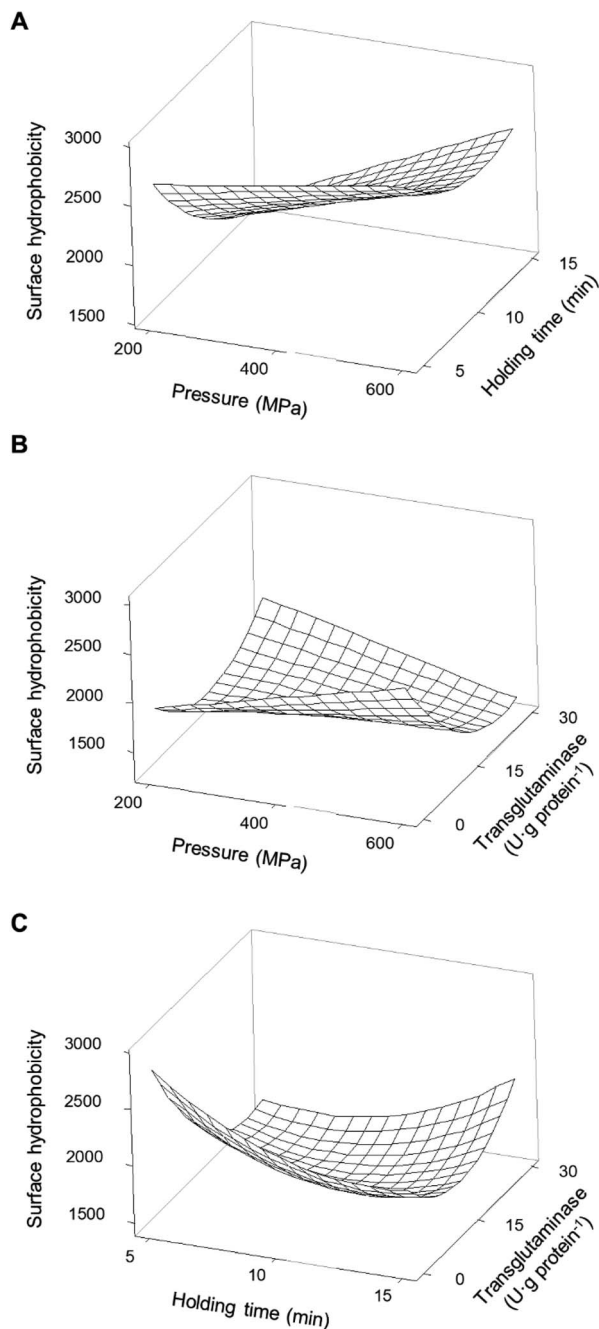 A
3000
2500
2000
1500
Surface hydrophobicity
200
400
600
Pressure (MPa)
5
10
15
Holding time (min)
B
3000
2500
2000
1500
Surface hydrophobicity
200
400
600
Pressure (MPa)
0
15
30
Transglutaminase
(U·g protein⁻¹)
C
3000
2500
2000
1500
Surface hydrophobicity
5
10
15
Holding time (min)
0
15
30
Transglutaminase
(U·g protein⁻¹)